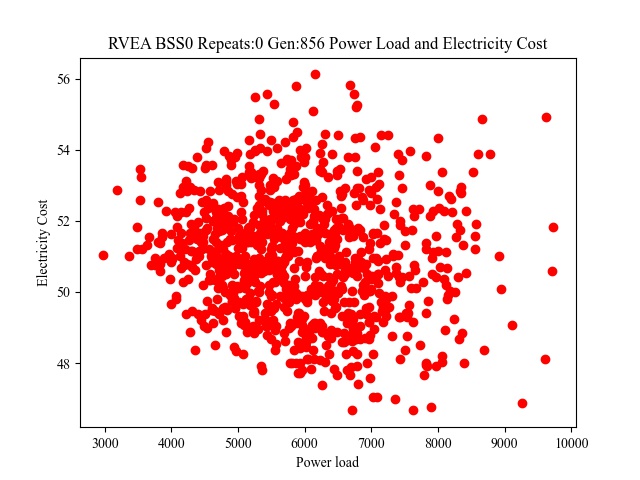 RVEA BSS0 Repeats:0 Gen:856 Power Load and Electricity Cost
56
54
52
50
48
Electricity Cost
3000 4000 5000 6000 7000 8000 9000 10000
Power load